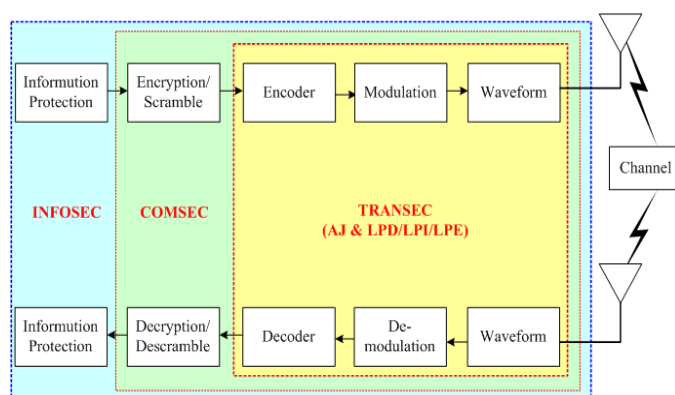 Informution
Protection
Encryption/
Scramble
Encoder
Modulation
Waveform
Channel
INFOSEC
COMSEC
TRANSEC
(AJ & LPD/LPI/LPE)
Informution
Protection
Decryption/
Descramble
Decoder
De-
modulation
Waveform